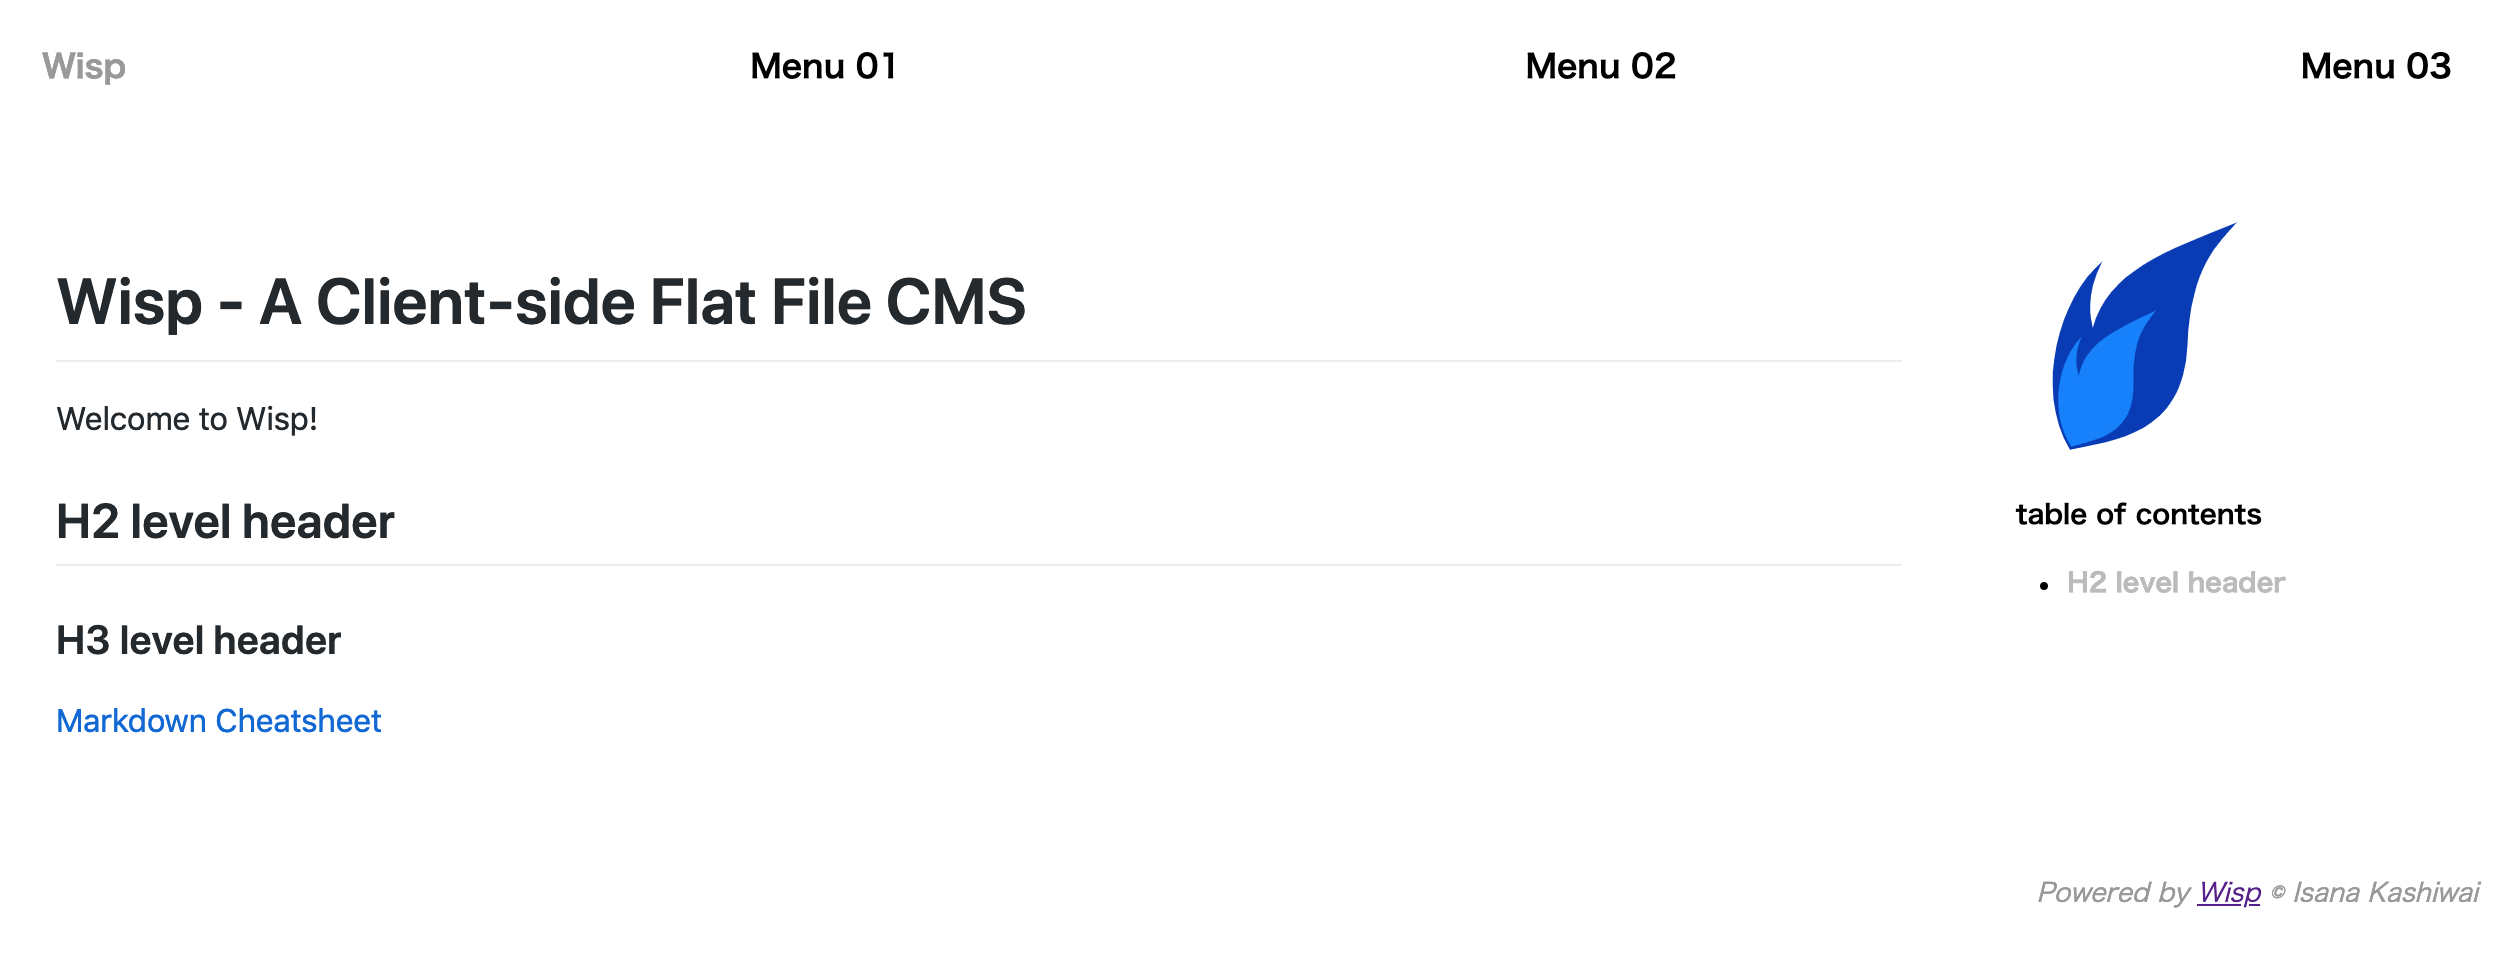 Wisp
Menu 01
Menu 02
Menu 03
Wisp - A Client-side Flat File CMS
Welcome to Wisp!
H2 level header
H3 level header
Markdown Cheatsheet
table of contents
H2 level header
Powered by Wisp © Isana Kashiwai